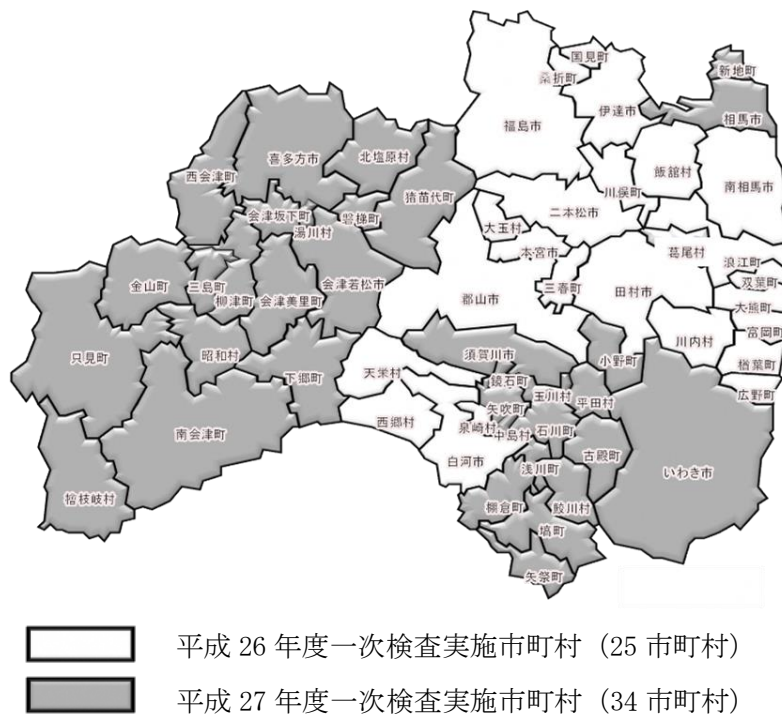 国見町
桑折町
新地町
伊達市
相馬市
福島市
喜多方市
北塩原村
飯舘村
西会津町
猪苗代町
川俣町
南相馬市
二本松市
会津坂下町
磐梯町
湯川村
大玉村
本宮市
葛尾村
浪江町
双葉町
金山町
三島町
柳津町
会津美里町
会津若松市
郡山市
三春町
田村市
大熊町
富岡町
川内村
只見町
昭和村
須賀川市
小野町
楢葉町
下郷町
天栄村
鏡石町
玉川村
平田村
広野町
矢吹町
南会津町
西郷村
泉崎村
中島村
石川町
古殿町
白河市
浅川町
いわき市
檜枝岐村
棚倉町
鮫川村
塙町
矢祭町
平成 26 年度一次検査実施市町村（25 市町村）
平成 27 年度一次検査実施市町村（34 市町村）